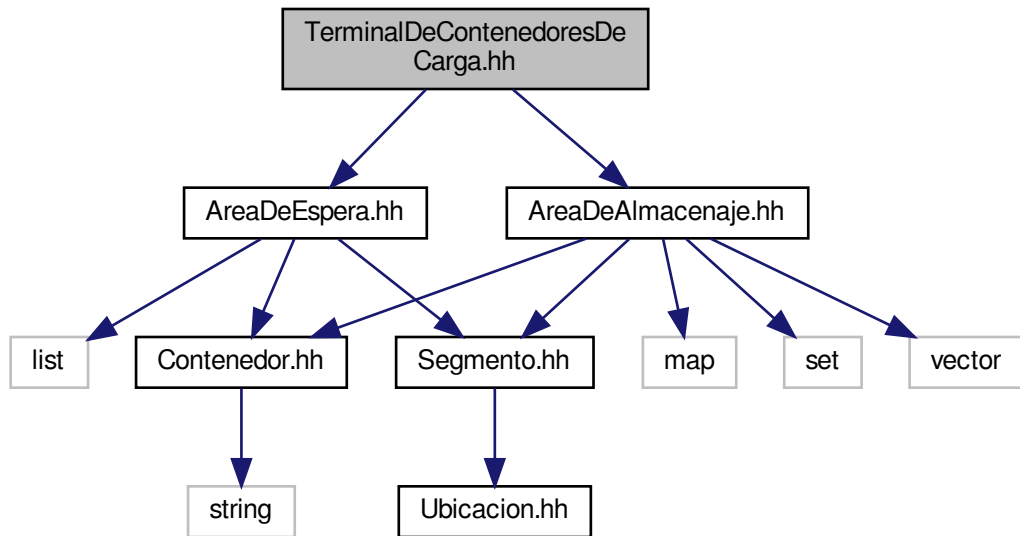 TerminalDeContenedoresDe
Carga.hh
AreaDeEspera.hh
AreaDeAlmacenaje.hh
list
Contenedor.hh
Segmento.hh
map
set
vector
string
Ubicacion.hh